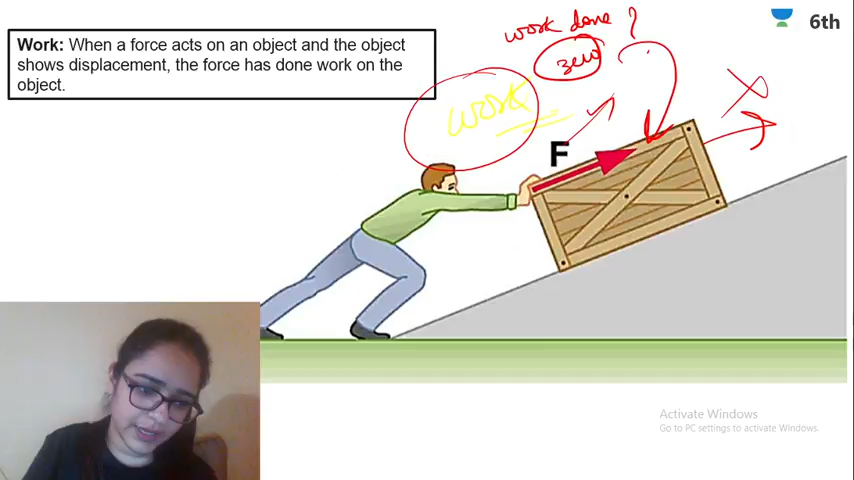 work done ?
zero
6th
Work: When a force acts on an object and the object
shows displacement, the force has done work on the
object.
work
F
Activate Windows
Go to PC settings to activate Windows.